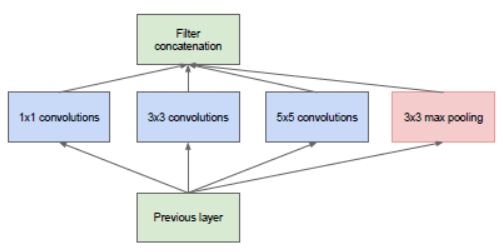 Filter
concatenation
1x1 convolutions
3x3 convolutions
5x5 convolutions
3x3 max pooling
Previous layer